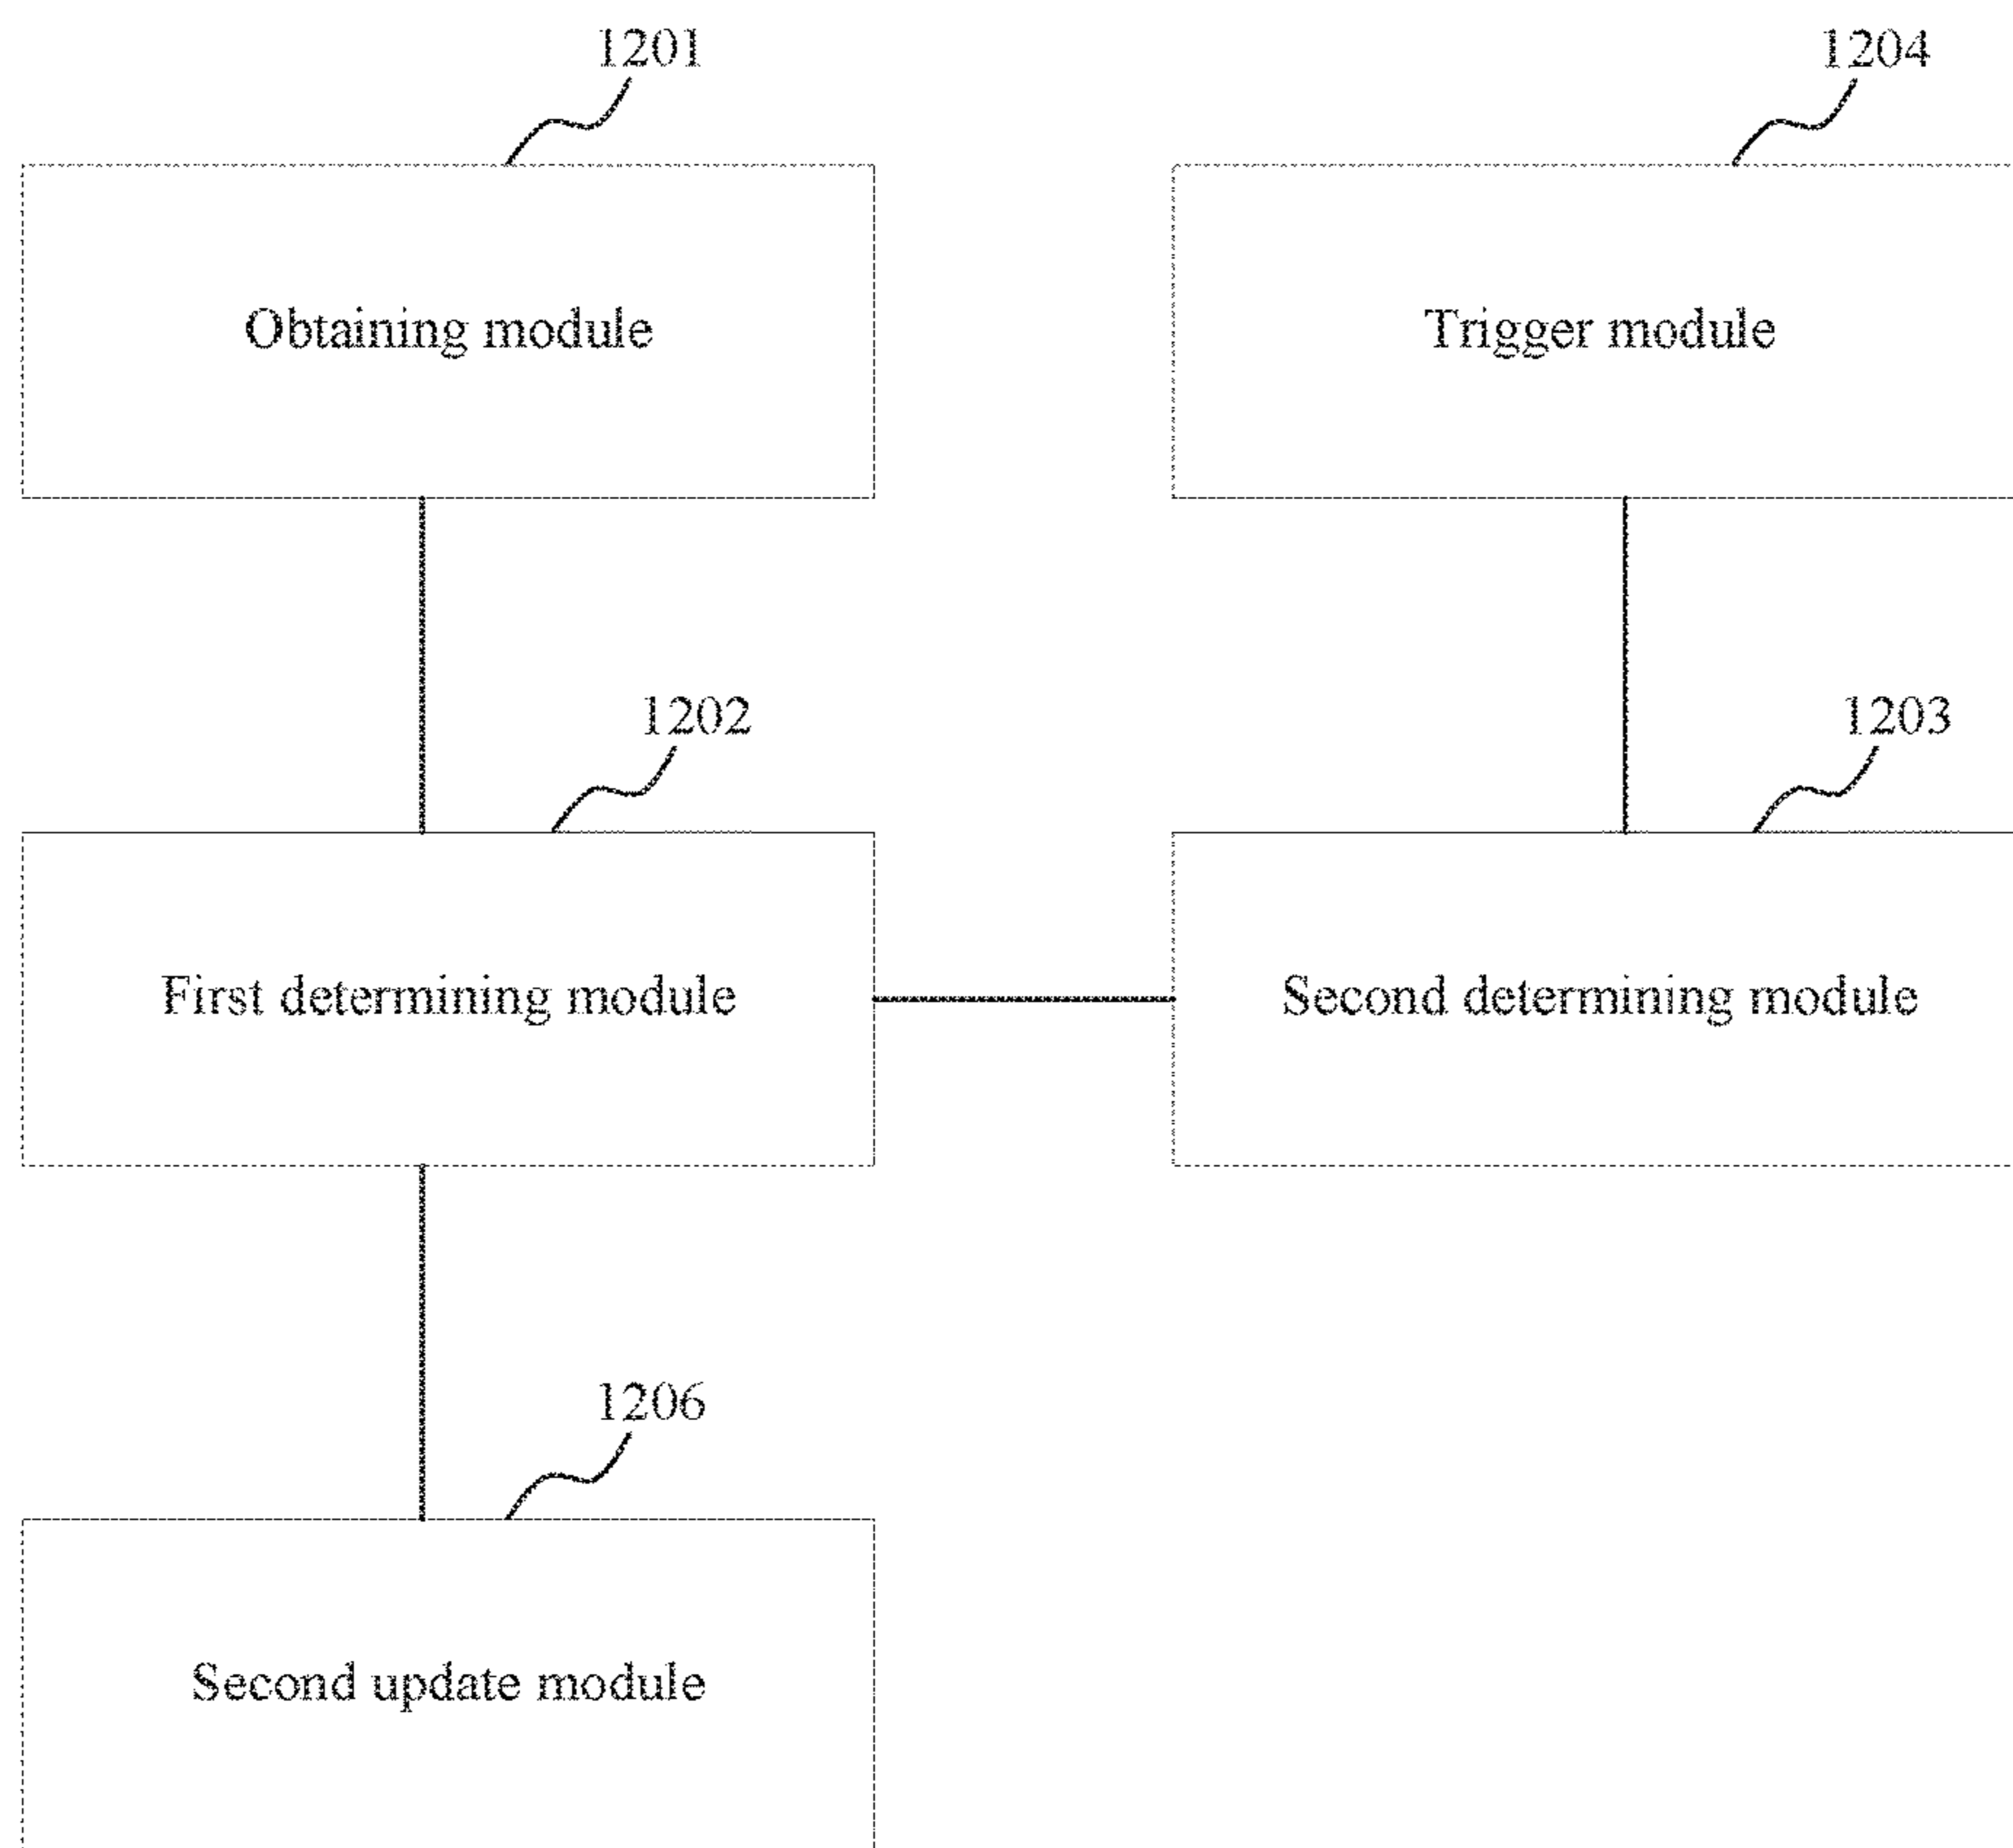 1201
1204
Obtaining module
Trigger module
1202
1203
First determining module
Second determining module
1206
Second update module